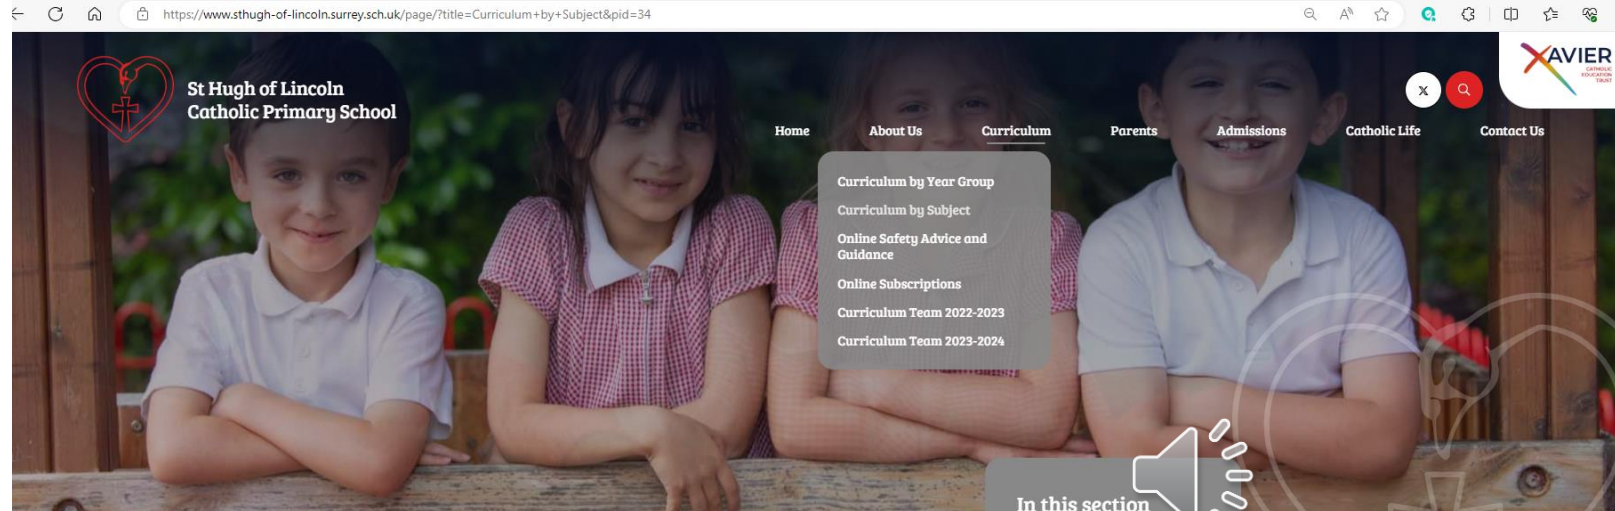 https://www.sthugh-of-lincoln.surrey.sch.uk/page/?title=Curriculum+by+Subject&pid=34
St Hugh of Lincoln
Catholic Primary School
XAVIER
CATHOLIC
EDUCATION
TRUST
Home About Us Curriculum Parents Admissions Catholic Life Contact Us
Curriculum by Year Group
Curriculum by Subject
Online Safety Advice and
Guidance
Online Subscriptions
Curriculum Team 2022-2023
Curriculum Team 2023-2024
In this section